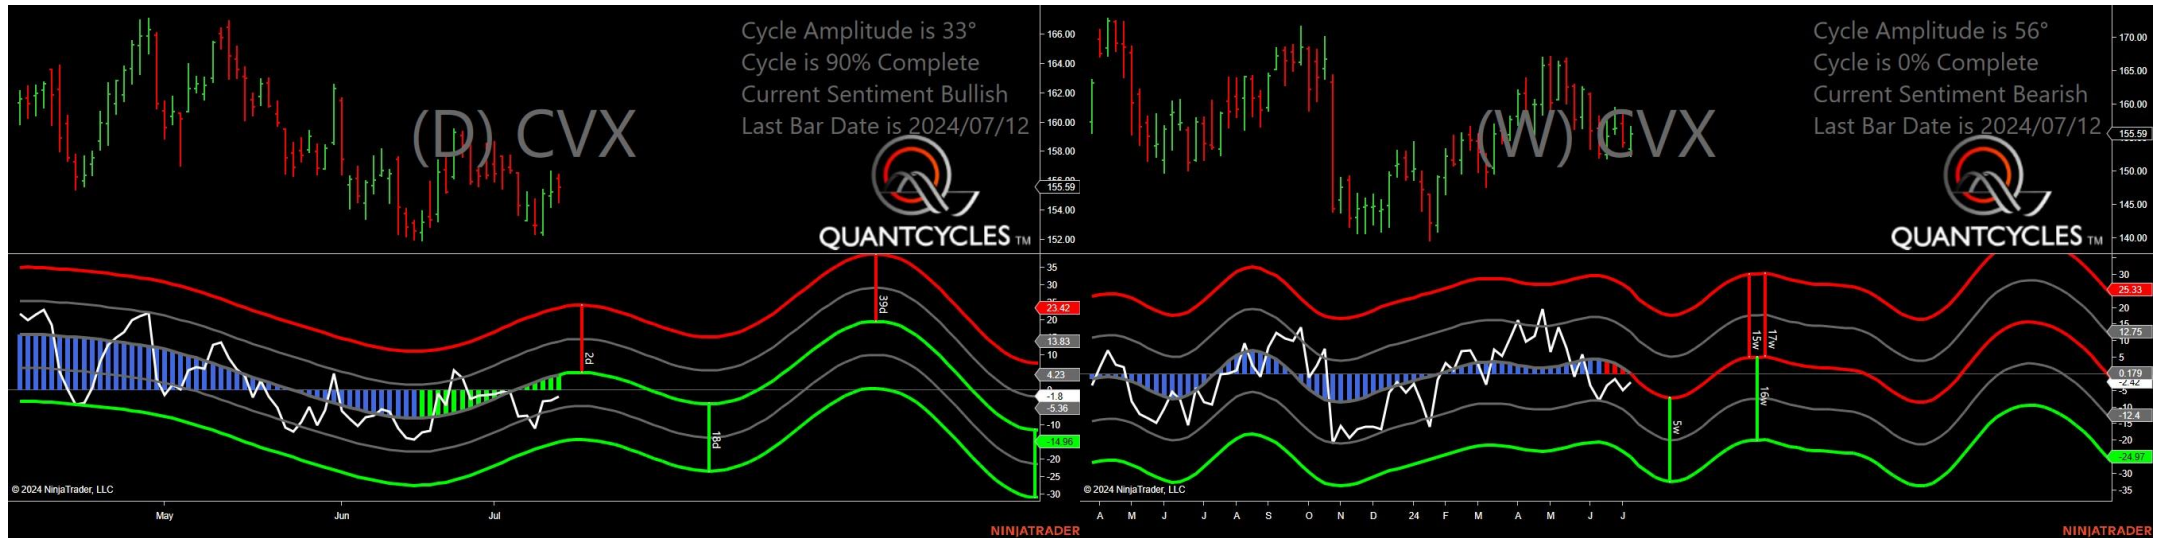 Cycle Amplitude is 33°
Cycle is 90% Complete
Current Sentiment Bullish
Last Bar Date is 2024/07/12
(D) CVX
QUANTCYCLES TM
166.00
164.00
162.00
160.00
158.00
155.59
154.00
152.00
35
30
23.42
20
13.83
10
4.23
-1.8
-5.36
-10
-14.96
-20
-25
-30
2d
18d
39d
© 2024 NinjaTrader, LLC
May Jun Jul
NINJATRADER
Cycle Amplitude is 56°
Cycle is 0% Complete
Current Sentiment Bearish
Last Bar Date is 2024/07/12
(W) CVX
QUANTCYCLES TM
170.00
165.00
160.00
155.59
150.00
145.00
140.00
30
25.33
20
15
12.75
5
0.179
-2.42
-5
-12.4
-20
-24.97
-30
-35
5w
15w
17w
16w
© 2024 NinjaTrader, LLC
A M J J A S O N D 24 F M A M J J
NINJATRADER